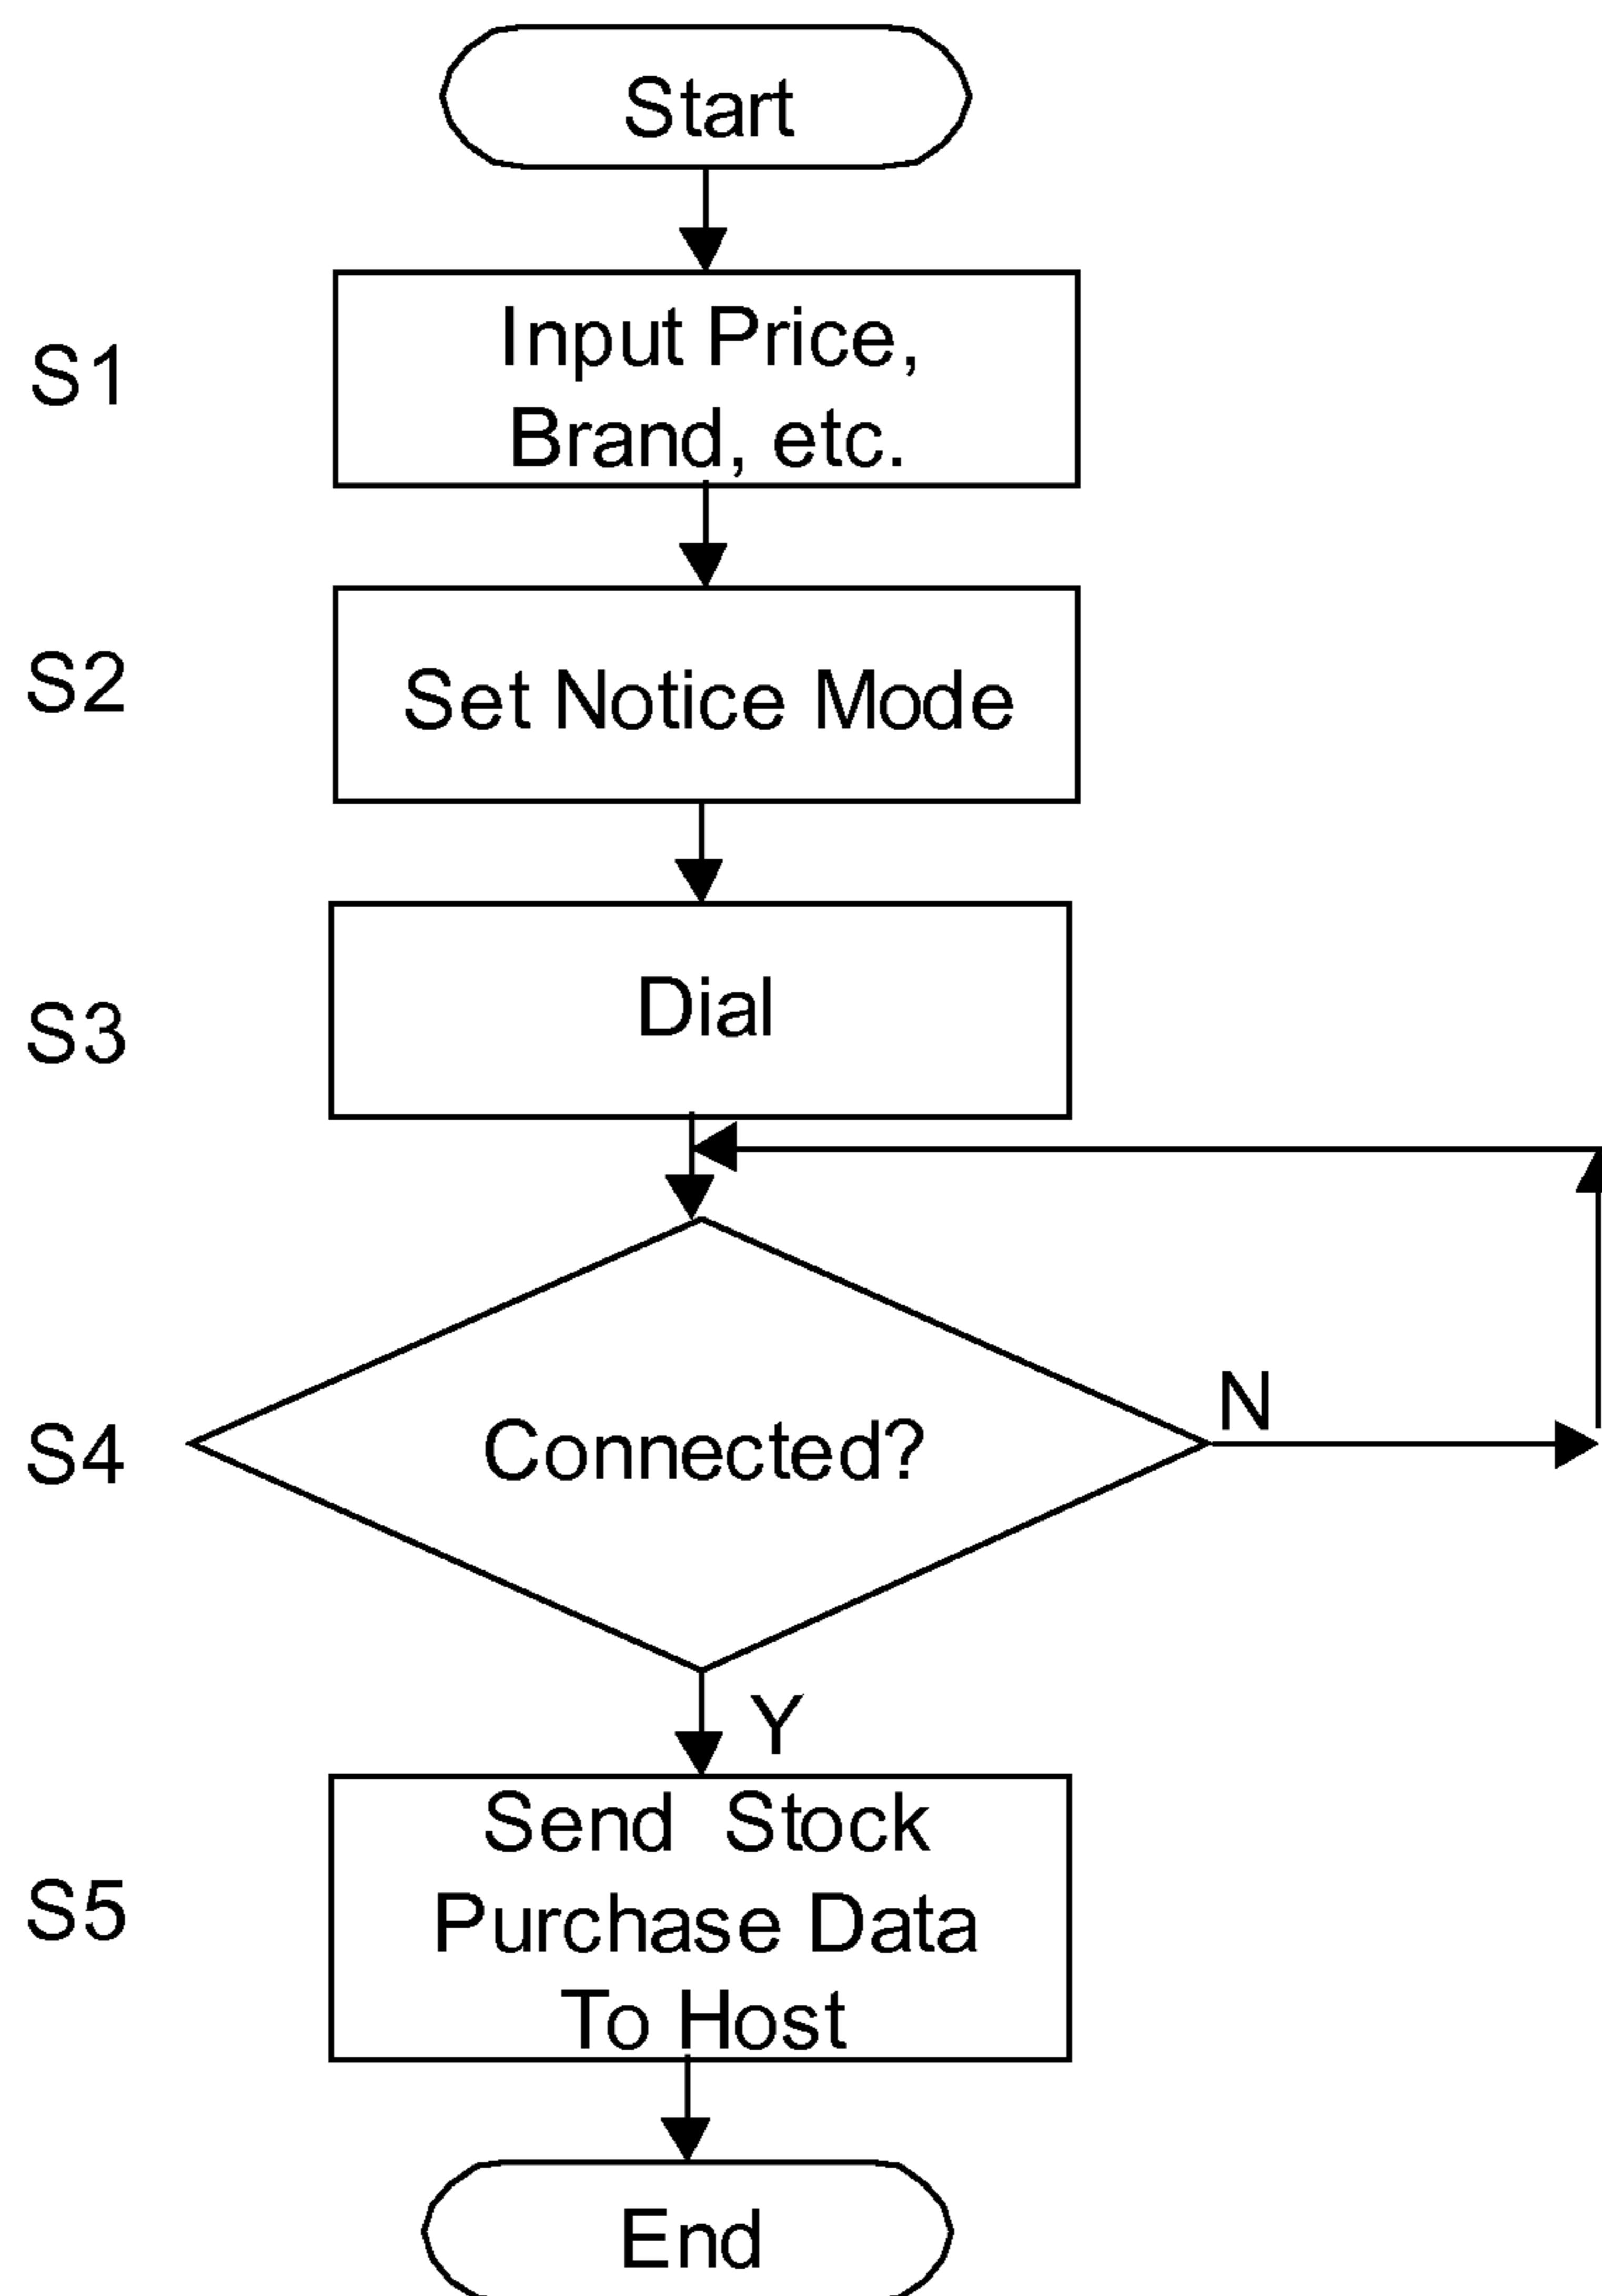 Start
S1
Input Price,
Brand, etc.
S2
Set Notice Mode
S3
Dial
S4
Connected?
N
Y
S5
Send Stock
Purchase Data
To Host
End